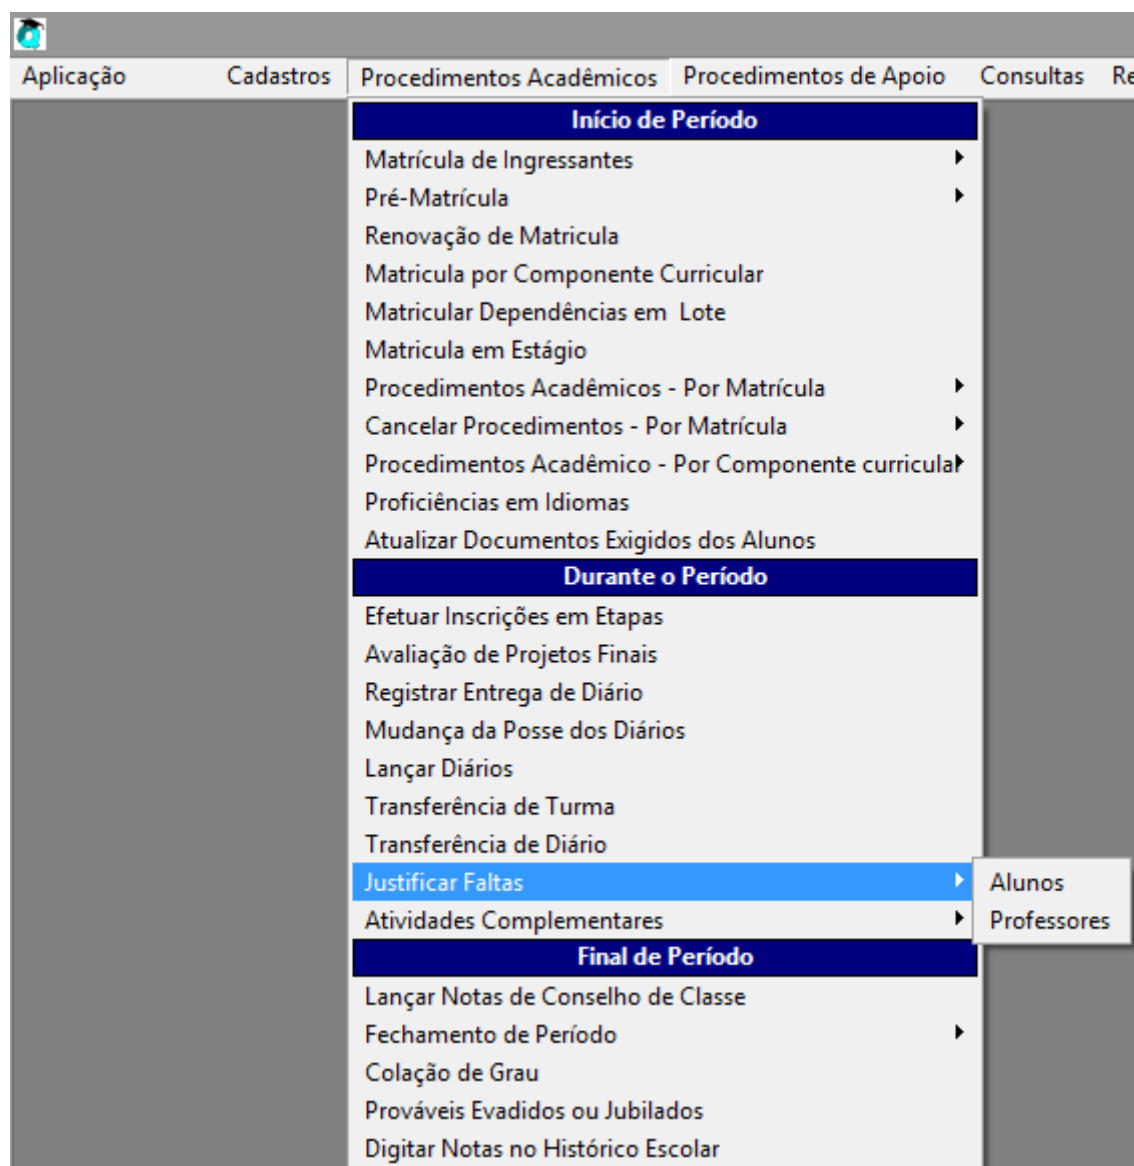 Aplicação Cadastros Procedimentos Acadêmicos Procedimentos de Apoio Consultas Re
Início de Período
Matrícula de Ingressantes
Pré-Matrícula
Renovação de Matricula
Matricula por Componente Curricular
Matricular Dependências em  Lote
Matricula em Estágio
Procedimentos Acadêmicos - Por Matrícula
Cancelar Procedimentos - Por Matrícula
Procedimentos Acadêmico - Por Componente curricular
Proficiências em Idiomas
Atualizar Documentos Exigidos dos Alunos
Durante o Período
Efetuar Inscrições em Etapas
Avaliação de Projetos Finais
Registrar Entrega de Diário
Mudança da Posse dos Diários
Lançar Diários
Transferência de Turma
Transferência de Diário
Justificar Faltas
Alunos
Atividades Complementares
Professores
Final de Período
Lançar Notas de Conselho de Classe
Fechamento de Período
Colação de Grau
Prováveis Evadidos ou Jubilados
Digitar Notas no Histórico Escolar